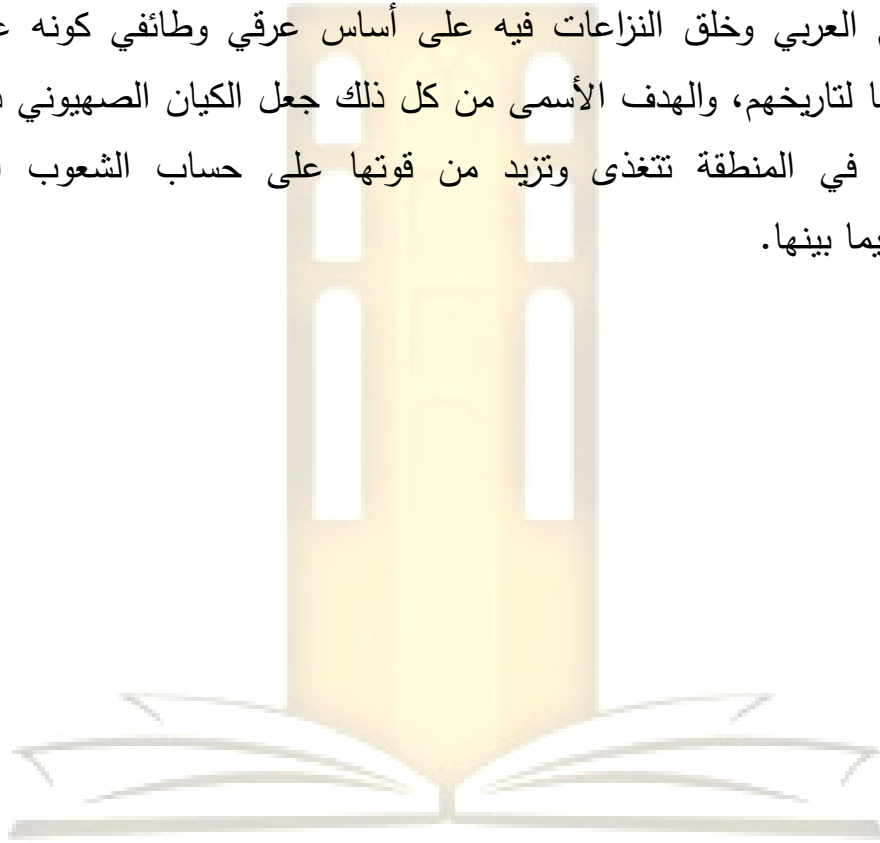 العربي وخلق النزاعات فيه على أساس عرقي وطائفي كونه
لتاريخهم، والهدف الأسمى من كل ذلك جعل الكيان الصهيوني
في المنطقة تتغذى وتزيد من قوتها على حساب الشعوب
بينها.